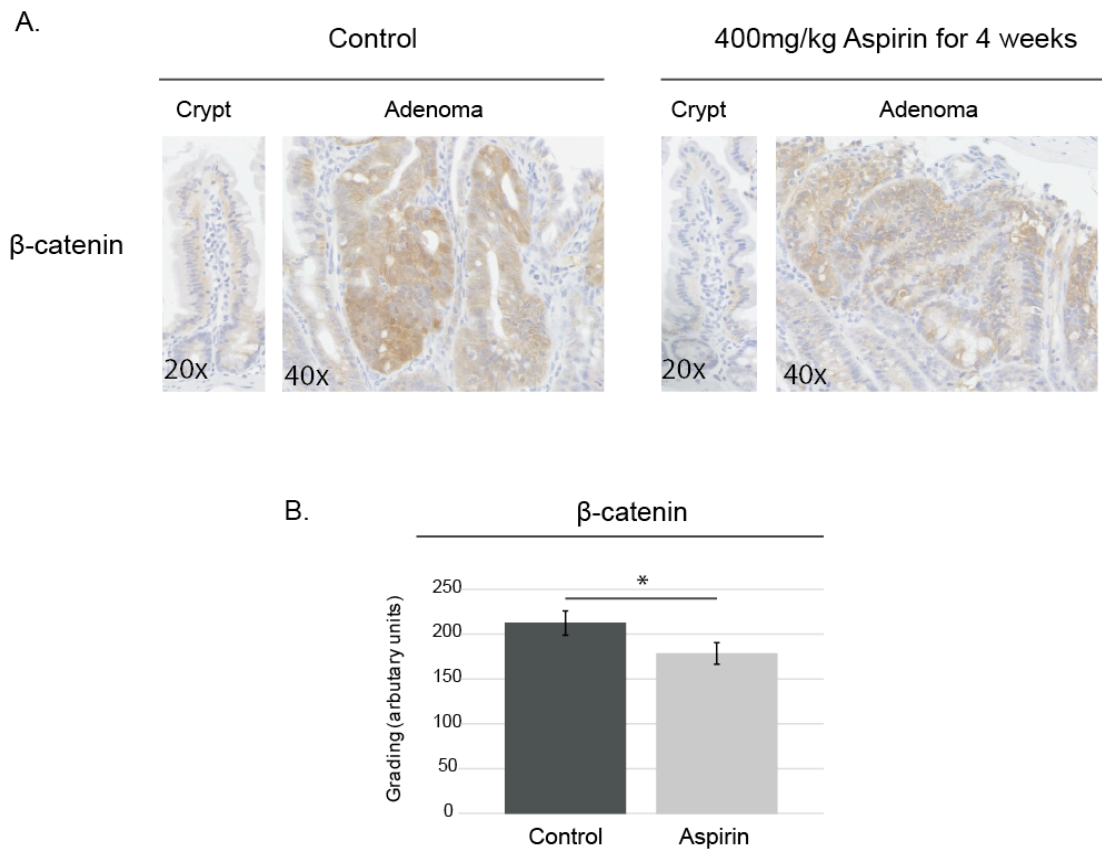 A.
Control
400mg/kg Aspirin for 4 weeks
Crypt
Adenoma
Crypt
Adenoma
β-catenin
20x
40x
20x
40x
B.
β-catenin
Grading (arbutary units)
250
*
200
150
100
50
0
Control
Aspirin